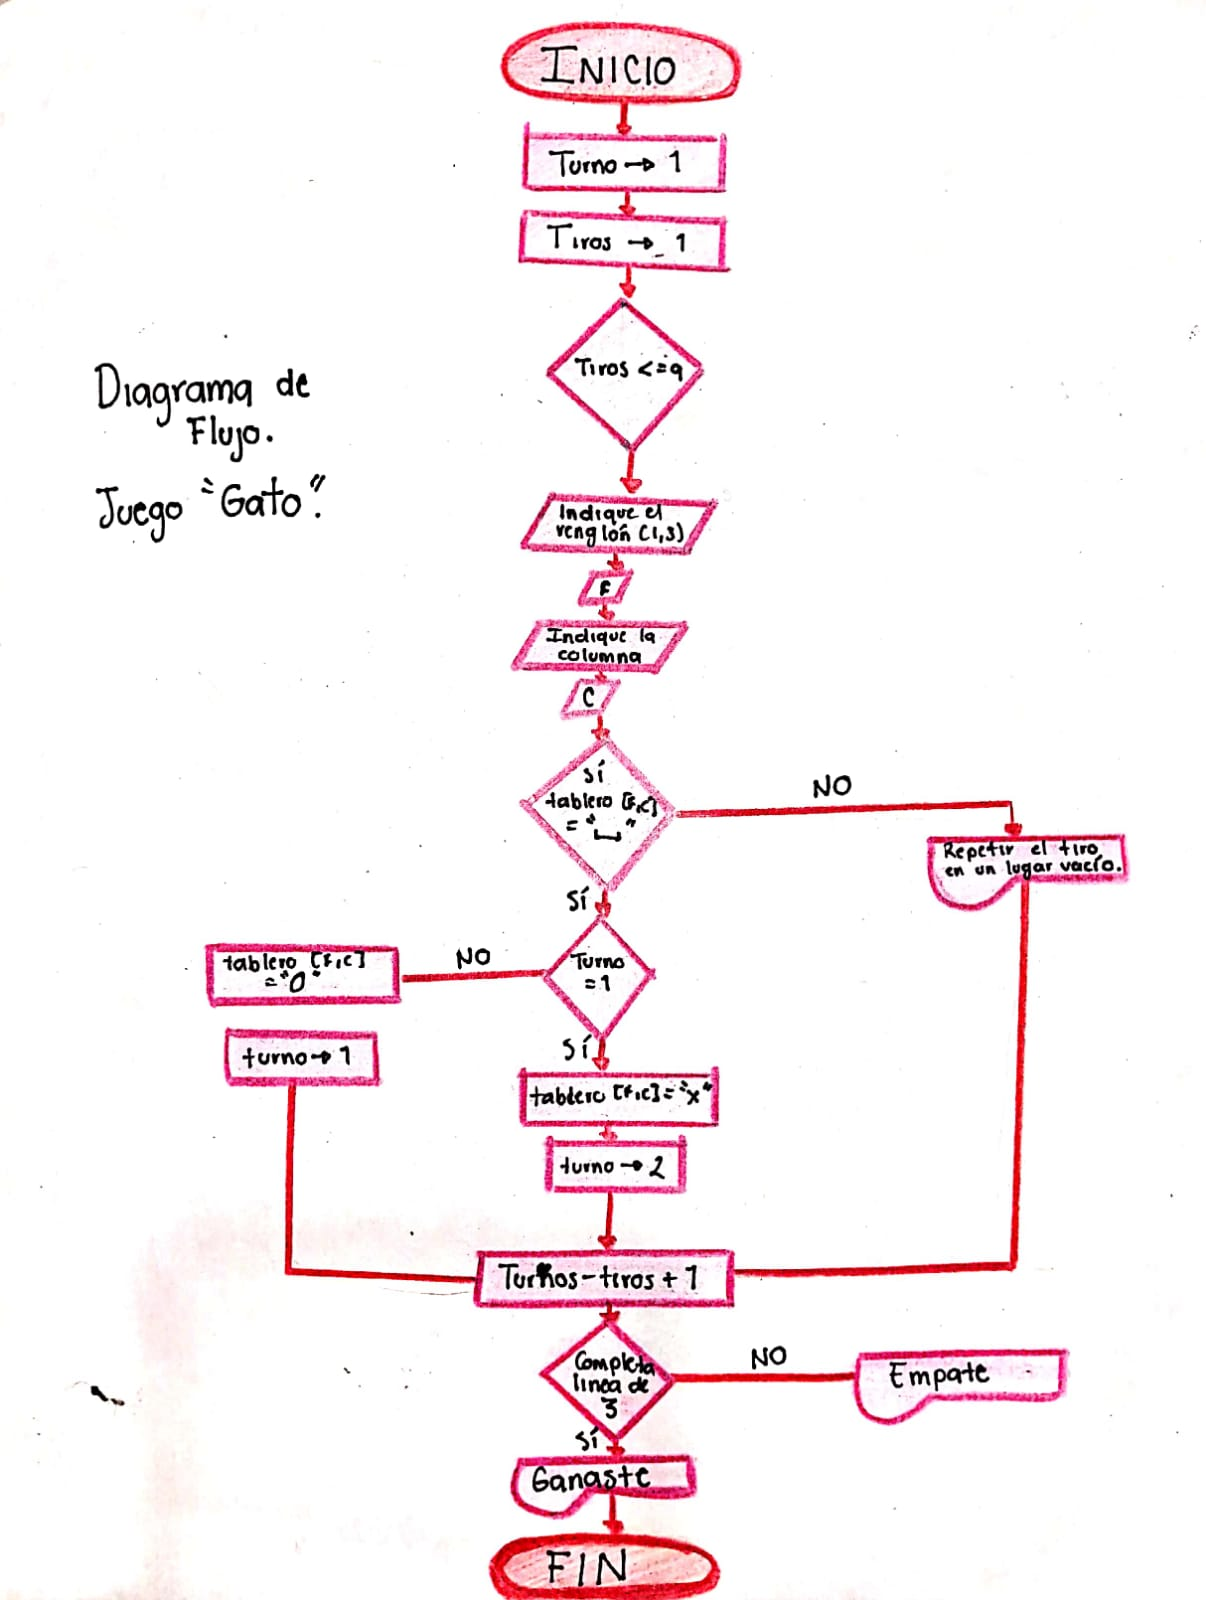 INICIO
Turno → 1
Tiros → 1
Tiros <=9
Diagrama de
Flujo.
Juego "Gato".
Indique el
renglón (1,3)
F
Indique la
columna
C
Sí
tablero [F,C]
= "␣"
NO
Repetir el tiro
en un lugar vacío.
Sí
Turno
=1
NO
tablero [F,C]
="O"
turno→1
Sí
tablero [F,C]="x"
turno→2
Turnos-tiros+1
Completa
linea de
3
NO
Empate
Sí
Ganaste
FIN